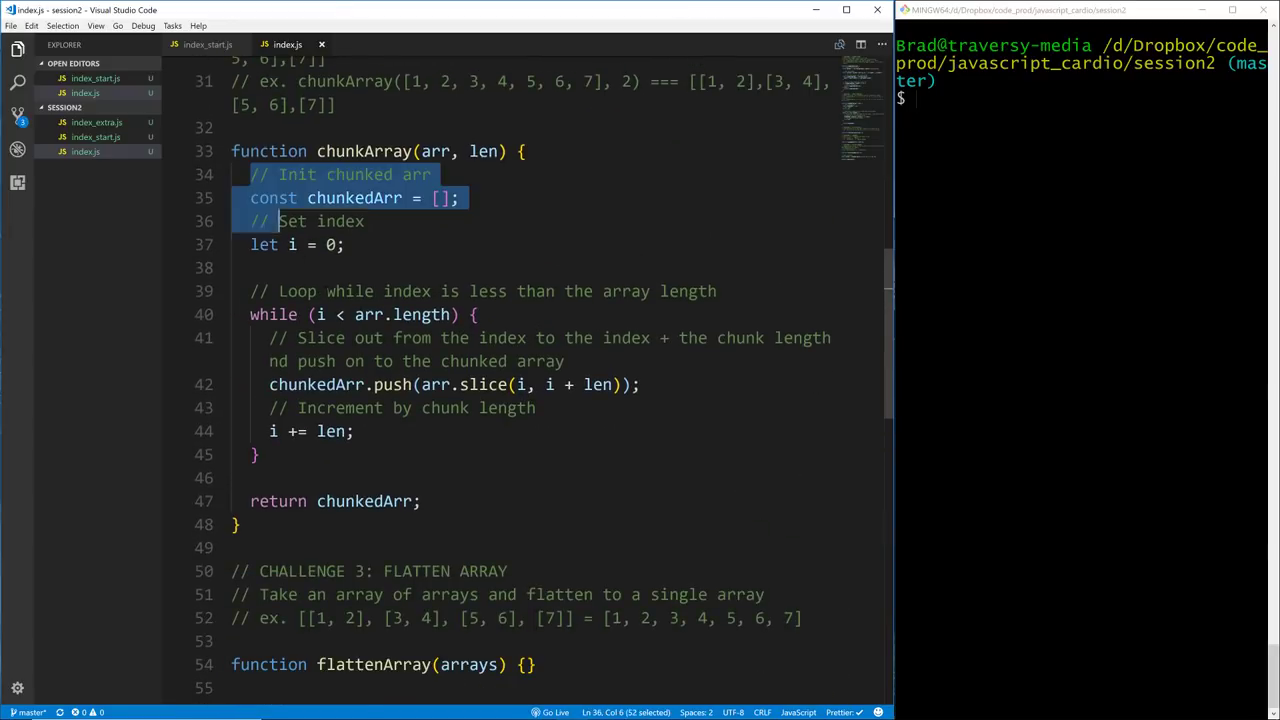 index.js - session2 - Visual Studio Code
File Edit Selection View Go Debug Tasks Help
EXPLORER
OPEN EDITORS
index_start.js U
index.js U
SESSION2
index_extra.js U
index_start.js U
index.js U
3
index_start.js index.js
5, 6],[7]]
31 // ex. chunkArray([1, 2, 3, 4, 5, 6, 7], 2) === [[1, 2],[3, 4],
[5, 6],[7]]
32
33 function chunkArray(arr, len) {
34 // Init chunked arr
35 const chunkedArr = [];
36 // Set index
37 let i = 0;
38
39 // Loop while index is less than the array length
40 while (i < arr.length) {
41 // Slice out from the index to the index + the chunk length
nd push on to the chunked array
42 chunkedArr.push(arr.slice(i, i + len));
43 // Increment by chunk length
44 i += len;
45 }
46
47 return chunkedArr;
48 }
49
50 // CHALLENGE 3: FLATTEN ARRAY
51 // Take an array of arrays and flatten to a single array
52 // ex. [[1, 2], [3, 4], [5, 6], [7]] = [1, 2, 3, 4, 5, 6, 7]
53
54 function flattenArray(arrays) {}
55
master* 0 0 Go Live Ln 36, Col 6 (52 selected) Spaces: 2 UTF-8 CRLF JavaScript Prettier: ✓
MINGW64:/d/Dropbox/code_prod/javascript_cardio/session2
Brad@traversy-media /d/Dropbox/code_
prod/javascript_cardio/session2 (mas
ter)
$